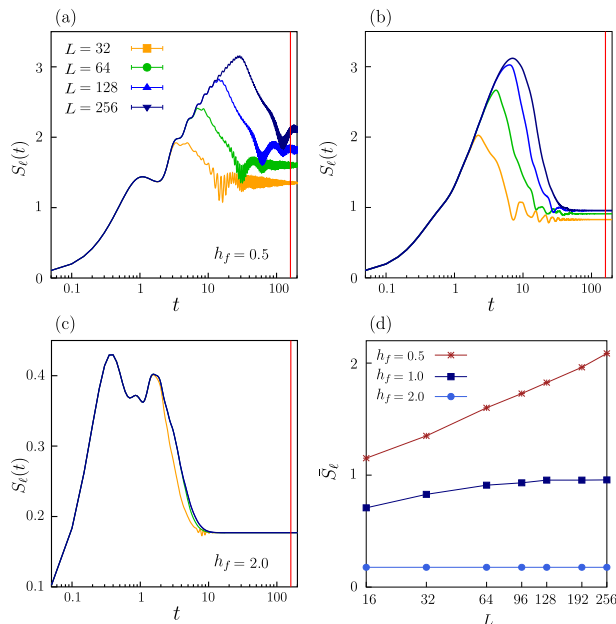 (a)
L = 32
L = 64
L = 128
L = 256
S_ℓ(t)
3
2
1
0
0.1
1
10
100
t
h_f = 0.5
(b)
S_ℓ(t)
3
2
1
0
0.1
1
10
100
t
(c)
S_ℓ(t)
0.4
0.3
0.2
0.1
0.1
1
10
100
t
h_f = 2.0
(d)
h_f = 0.5
h_f = 1.0
h_f = 2.0
S̄_ℓ
2
1
0
16
32
64
96
128
192
256
L